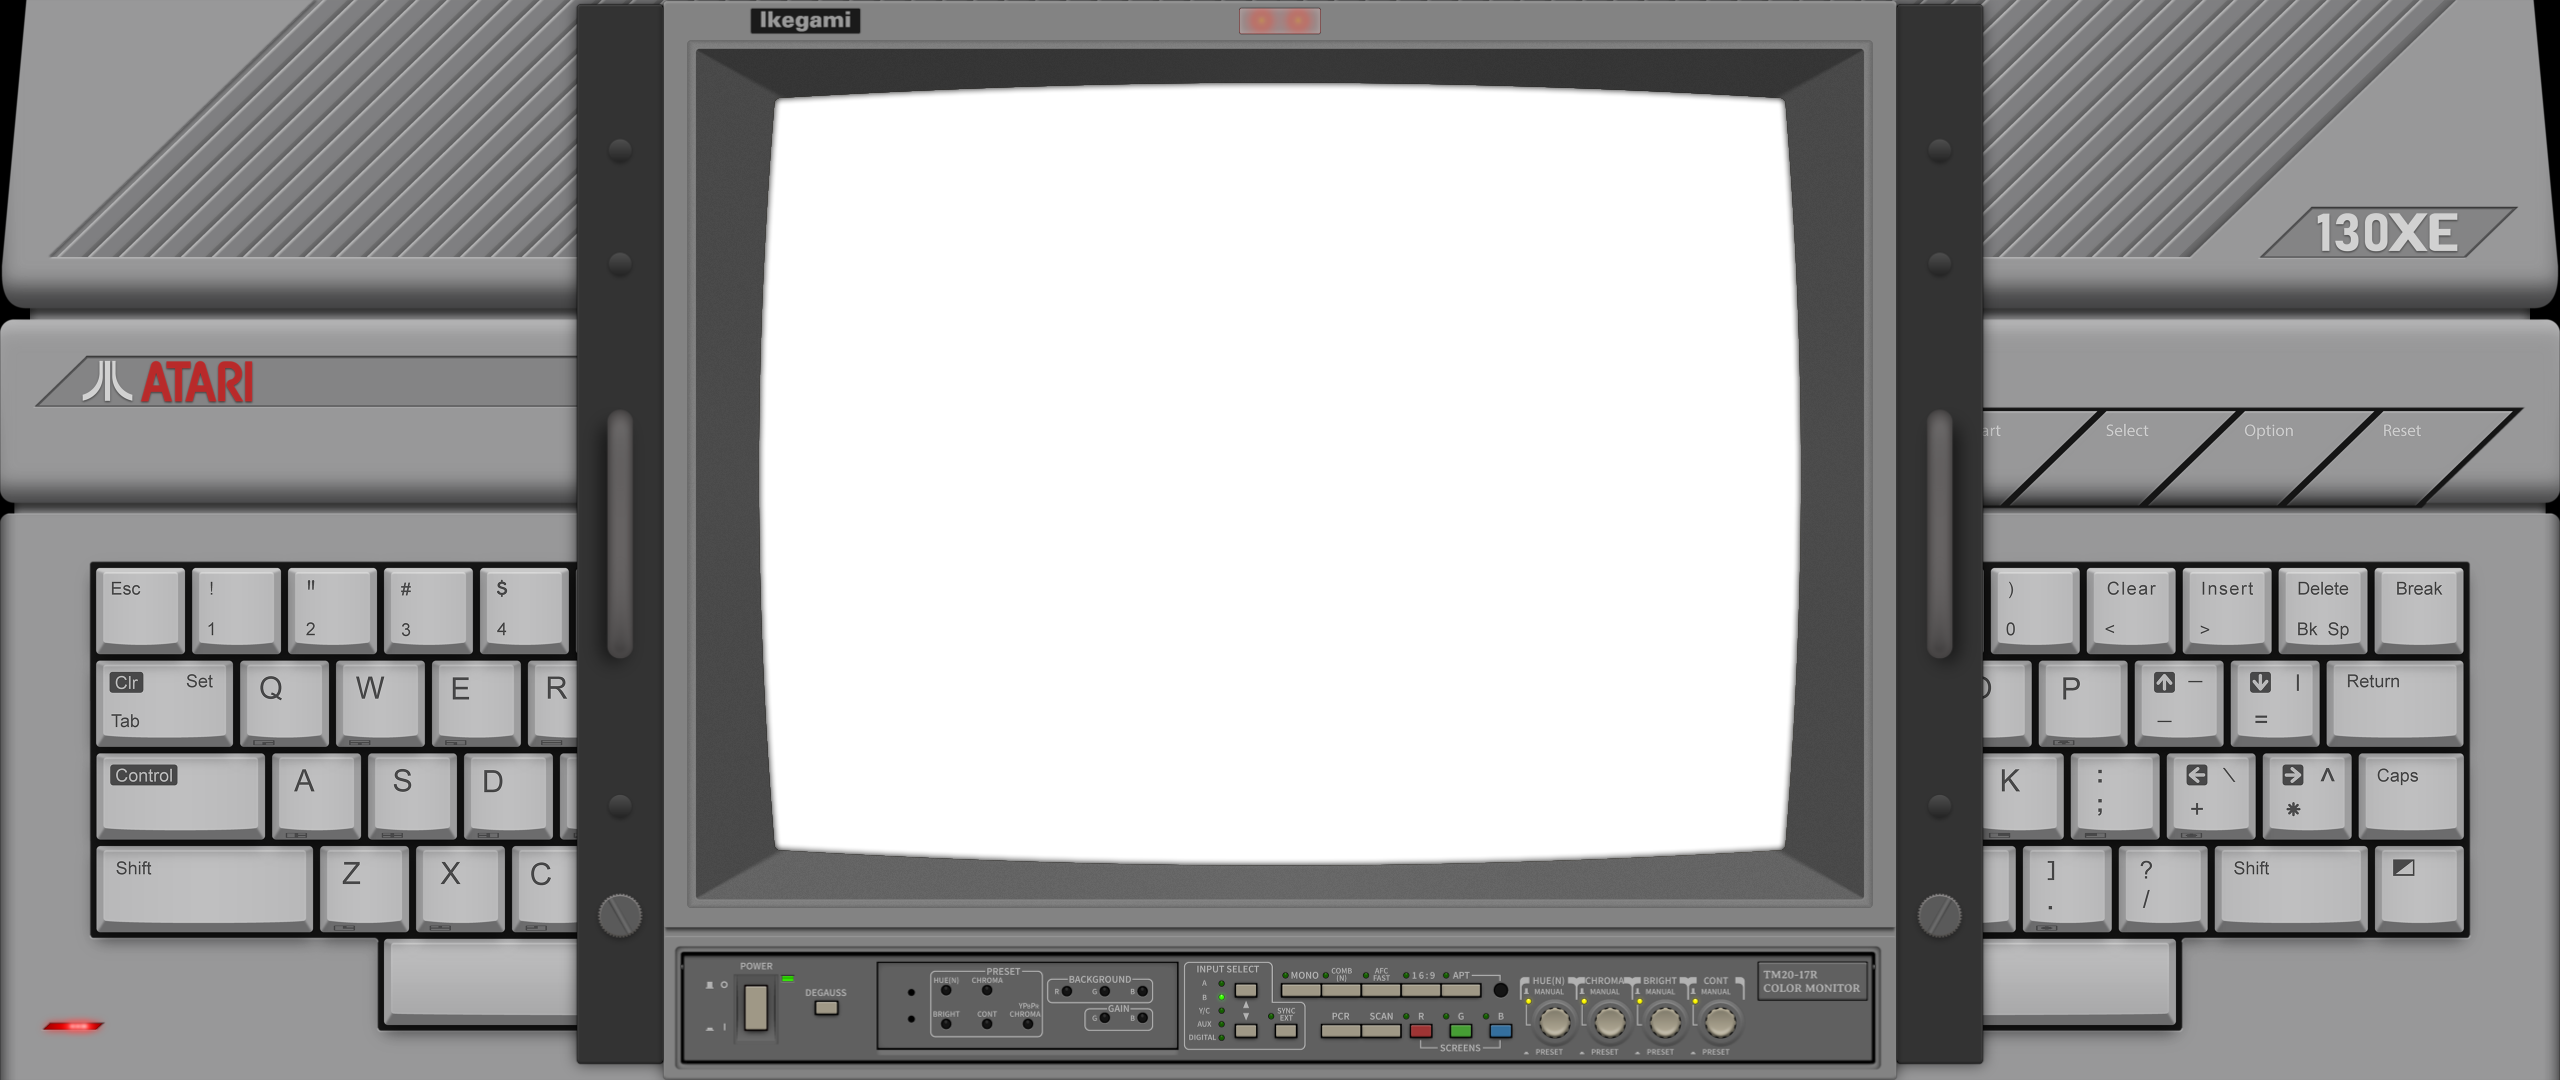 Ikegami
130XE
ATARI
art Select Option Reset
Esc ! 1 " 2 # 3 $ 4
) 0 Clear < Insert > Delete Bk Sp Break
Clr Set Tab Q W E R
P — _ | = Return
Control A S D
K : ; \ + ^ * Caps
Shift Z X C
] . ? / Shift
POWER
DEGAUSS
PRESET
HUE(N) CHROMA
BRIGHT CONT YPBPR CHROMA
BACKGROUND
R G B
GAIN
G B
INPUT SELECT
A
B
Y/C
AUX
DIGITAL
SYNC EXT
MONO COMB (N) AFC FAST 16:9 APT
PCR SCAN R G B
SCREENS
HUE(N) CHROMA BRIGHT CONT
MANUAL MANUAL MANUAL MANUAL
PRESET PRESET PRESET PRESET
TM20-17R
COLOR MONITOR